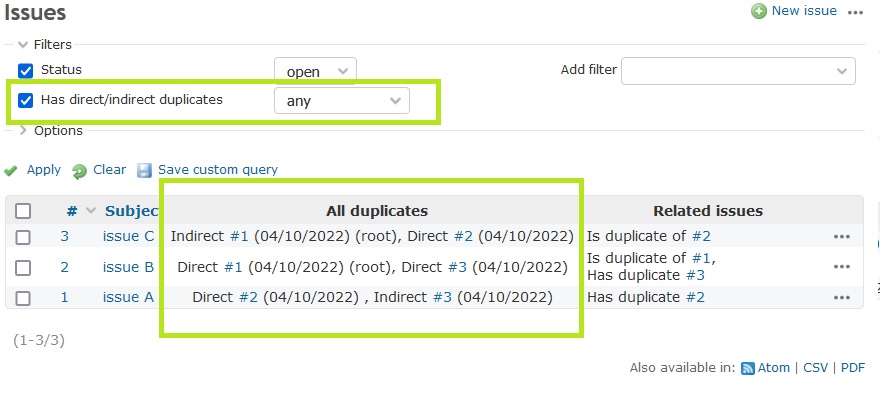 Issues
New issue
Filters
Status open Add filter
Has direct/indirect duplicates any
Options
Apply Clear Save custom query
# Subjec All duplicates Related issues
3 issue C Indirect #1 (04/10/2022) (root), Direct #2 (04/10/2022) Is duplicate of #2
2 issue B Direct #1 (04/10/2022) (root), Direct #3 (04/10/2022) Is duplicate of #1,
Has duplicate #3
1 issue A Direct #2 (04/10/2022) , Indirect #3 (04/10/2022) Has duplicate #2
(1-3/3)
Also available in: Atom | CSV | PDF